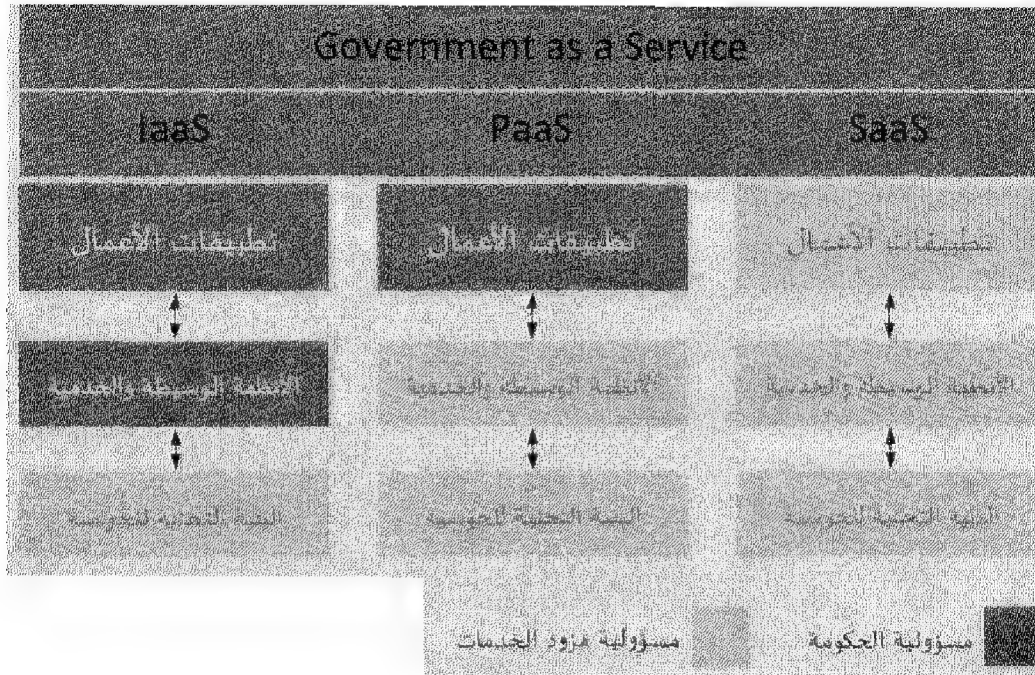 Government as a Service
IaaS PaaS SaaS
تطبيقات الأعمال تطبيقات الأعمال تطبيقات الأعمال
الأنظمة الوسيطة والخدمية الأنظمة الوسيطة والخدمية الأنظمة الوسيطة والخدمية
البنية التحتية للحوسبة البنية التحتية للحوسبة البنية التحتية للحوسبة
مسؤولية الحكومة مسؤولية مزود الخدمات